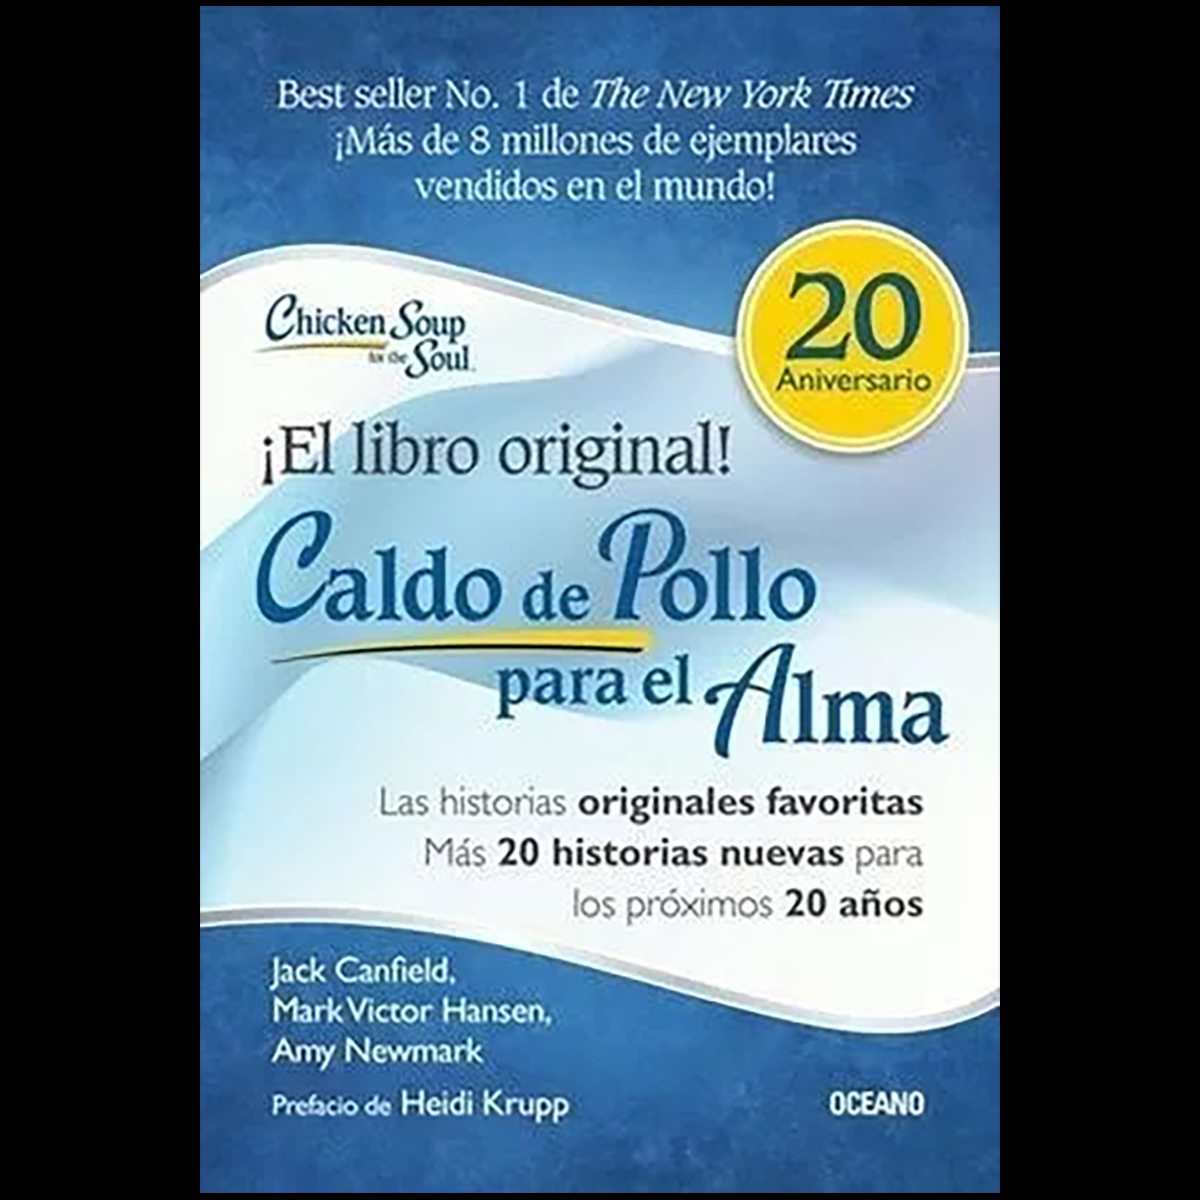 Best seller No. 1 de The New York Times
¡Más de 8 millones de ejemplares
vendidos en el mundo!
20
Aniversario
Chicken Soup
for the Soul
¡El libro original!
Caldo de Pollo
para el Alma
Las historias originales favoritas
Más 20 historias nuevas para
los próximos 20 años
Jack Canfield,
Mark Victor Hansen,
Amy Newmark
Prefacio de Heidi Krupp
OCEANO